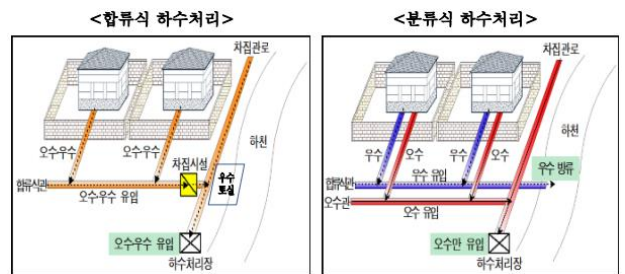 <합류식 하수처리>
차집관로
오수우수
오수우수
하천
차집시설
우수
토실
합류식관
오수우수 유입
오수우수 유입
하수처리장
<분류식 하수처리>
차집관로
우수
오수
우수
오수
하천
우수 방류
합류식관
우수 유입
오수관
오수 유입
오수만 유입
하수처리장